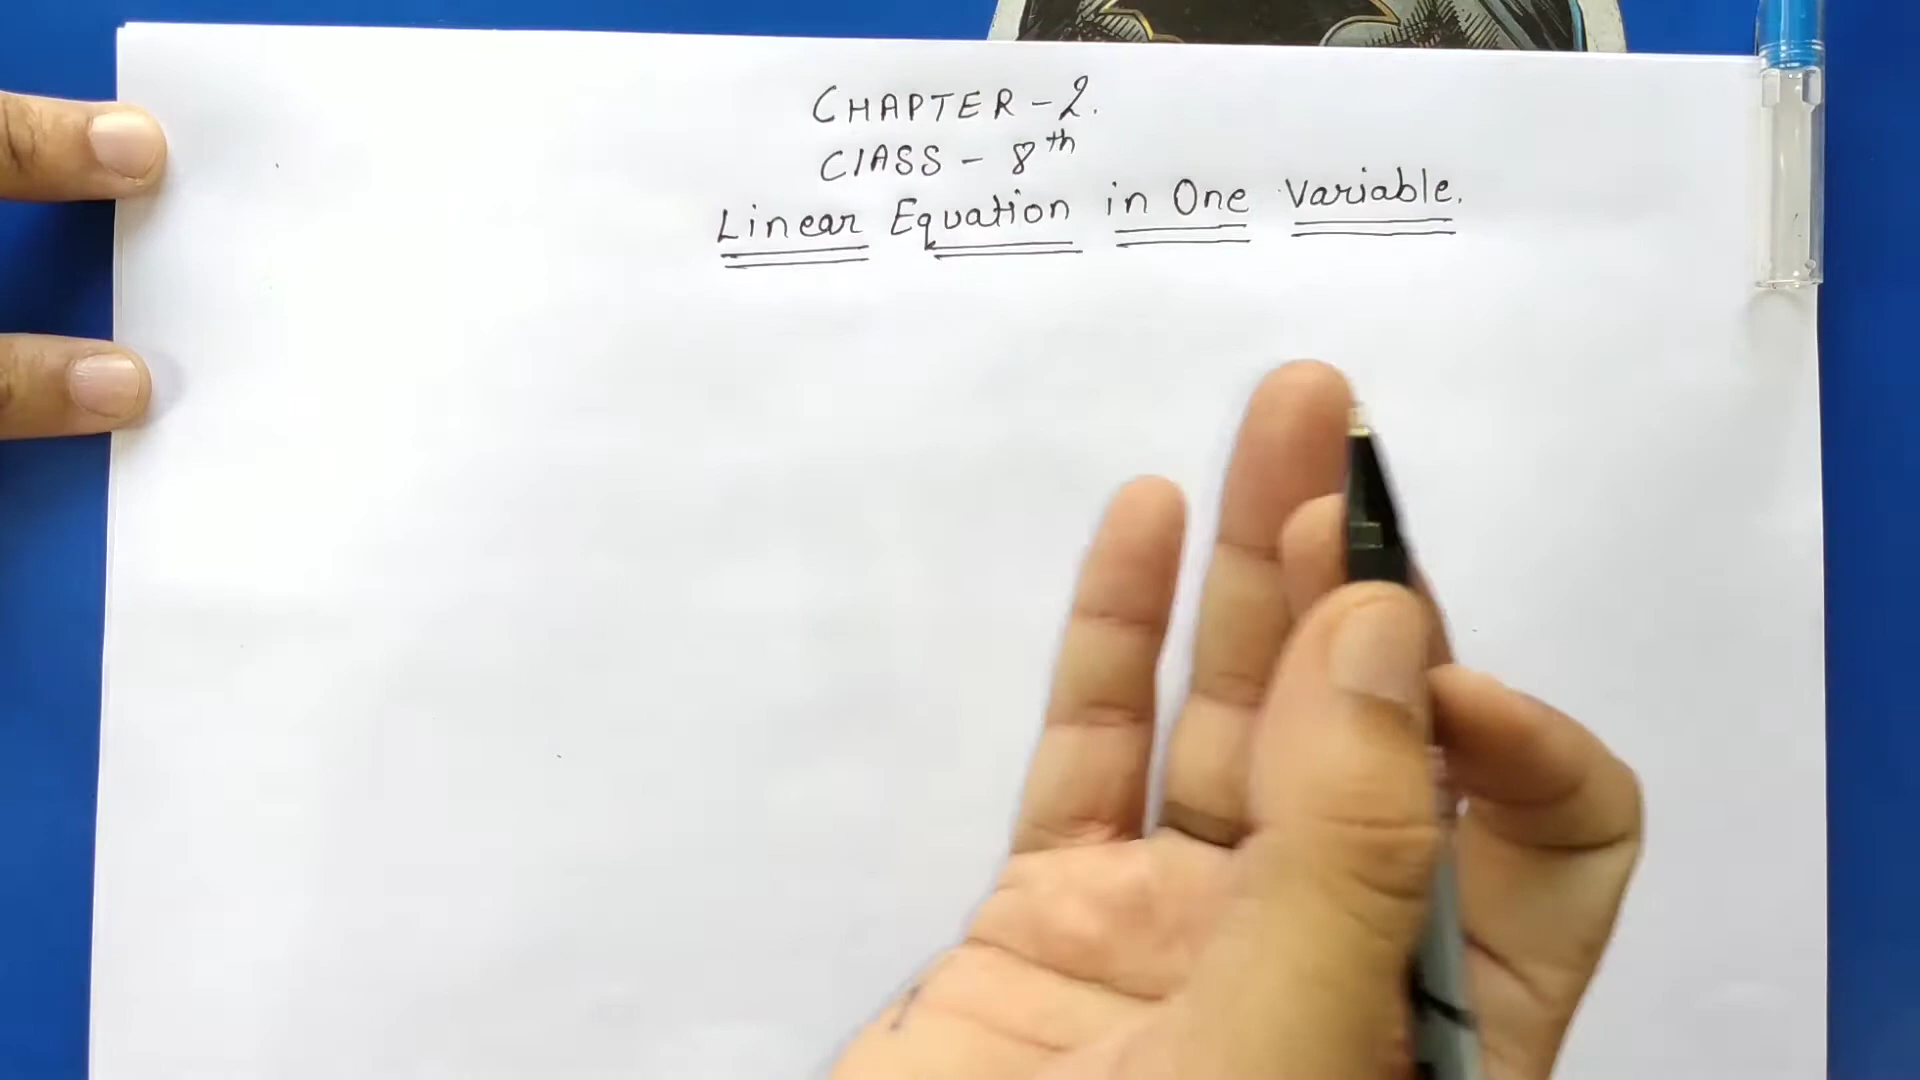 CHAPTER - 2.
ClASS - 8th
Linear Equation in One Variable.